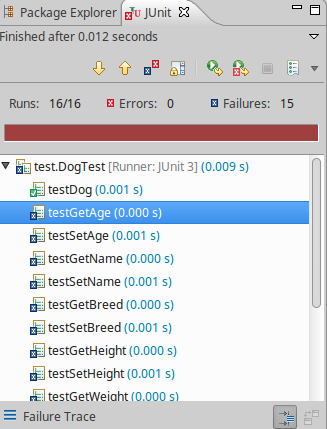 Package Explorer JUnit
Finished after 0.012 seconds
Runs: 16/16 Errors: 0 Failures: 15
test.DogTest [Runner: JUnit 3] (0.009 s)
testDog (0.001 s)
testGetAge (0.000 s)
testSetAge (0.001 s)
testGetName (0.000 s)
testSetName (0.001 s)
testGetBreed (0.000 s)
testSetBreed (0.001 s)
testGetHeight (0.000 s)
testSetHeight (0.001 s)
testGetWeight (0.000 s)
Failure Trace